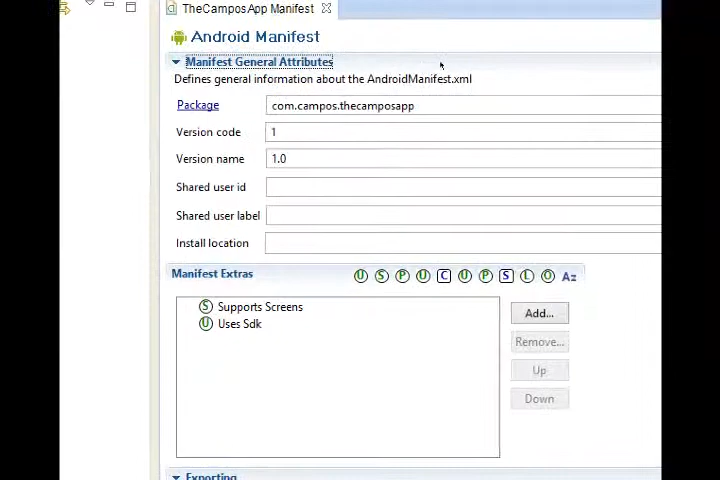 TheCamposApp Manifest
Android Manifest
Manifest General Attributes
Defines general information about the AndroidManifest.xml
Package com.campos.thecamposapp
Version code 1
Version name 1.0
Shared user id
Shared user label
Install location
Manifest Extras U S P U C U P S L O Az
S Supports Screens
U Uses Sdk
Add...
Remove...
Up
Down
Exporting